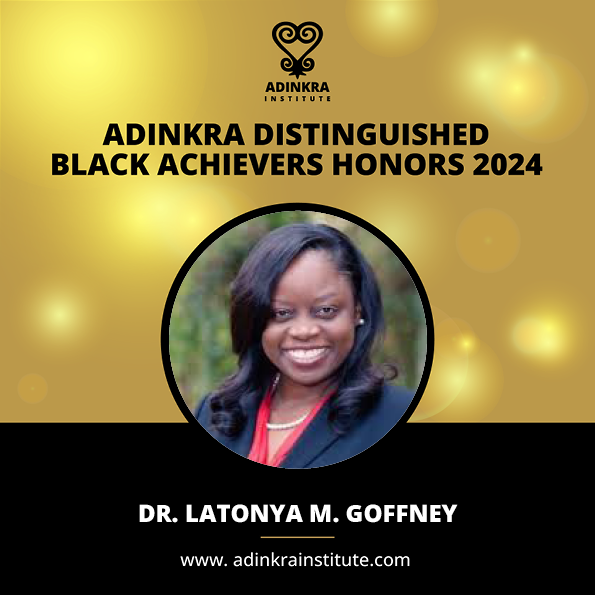 ADINKRA
INSTITUTE
ADINKRA DISTINGUISHED
BLACK ACHIEVERS HONORS 2024
DR. LATONYA M. GOFFNEY
www. adinkrainstitute.com